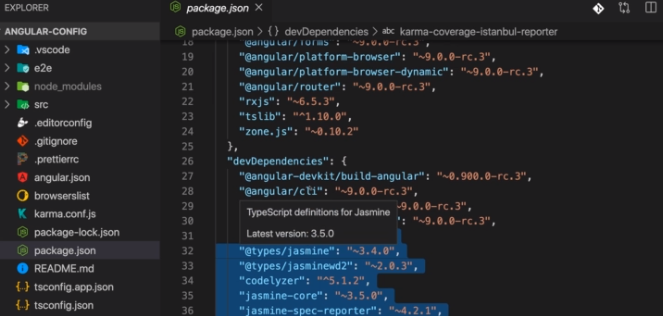 EXPLORER
ANGULAR-CONFIG
.vscode
e2e
node_modules
src
.editorconfig
.gitignore
.prettierrc
angular.json
browserslist
karma.conf.js
package-lock.json
package.json
README.md
tsconfig.app.json
tsconfig.json
package.json ×
package.json > {} devDependencies > abc karma-coverage-istanbul-reporter
18 "@angular/forms": "~9.0.0-rc.3",
19 "@angular/platform-browser": "~9.0.0-rc.3",
20 "@angular/platform-browser-dynamic": "~9.0.0-rc.3",
21 "@angular/router": "~9.0.0-rc.3",
22 "rxjs": "~6.5.3",
23 "tslib": "^1.10.0",
24 "zone.js": "~0.10.2"
25 },
26 "devDependencies": {
27 "@angular-devkit/build-angular": "~0.900.0-rc.3",
28 "@angular/cli": "~9.0.0-rc.3",
29 ~9.0.0-rc.3",
30 ": "~9.0.0-rc.3",
31
TypeScript definitions for Jasmine
Latest version: 3.5.0
32 "@types/jasmine": "~3.4.0",
33 "@types/jasminewd2": "~2.0.3",
34 "codelyzer": "^5.1.2",
35 "jasmine-core": "~3.5.0",
36 "jasmine-spec-reporter": "~4.2.1",